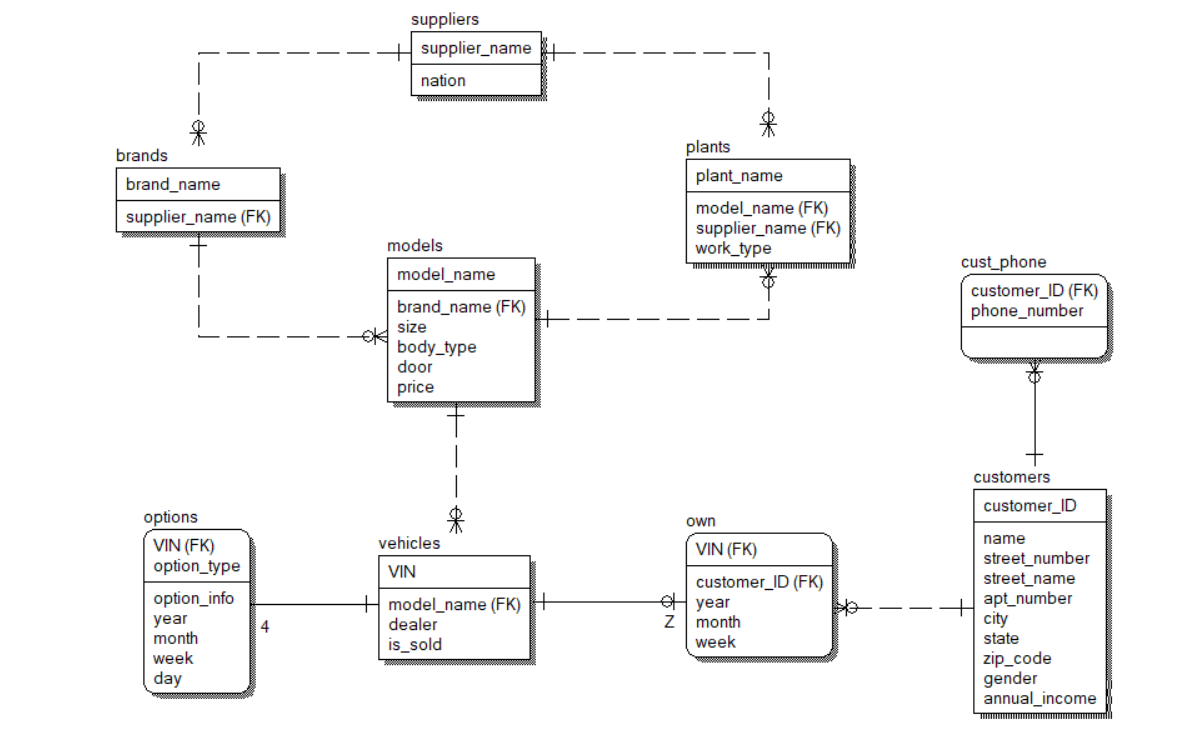 suppliers
supplier_name
nation
brands
brand_name
supplier_name (FK)
plants
plant_name
model_name (FK)
supplier_name (FK)
work_type
models
model_name
brand_name (FK)
size
body_type
door
price
cust_phone
customer_ID (FK)
phone_number
customers
customer_ID
name
street_number
street_name
apt_number
city
state
zip_code
gender
annual_income
options
VIN (FK)
option_type
option_info
year
month
week
day
4
vehicles
VIN
model_name (FK)
dealer
is_sold
Z
own
VIN (FK)
customer_ID (FK)
year
month
week